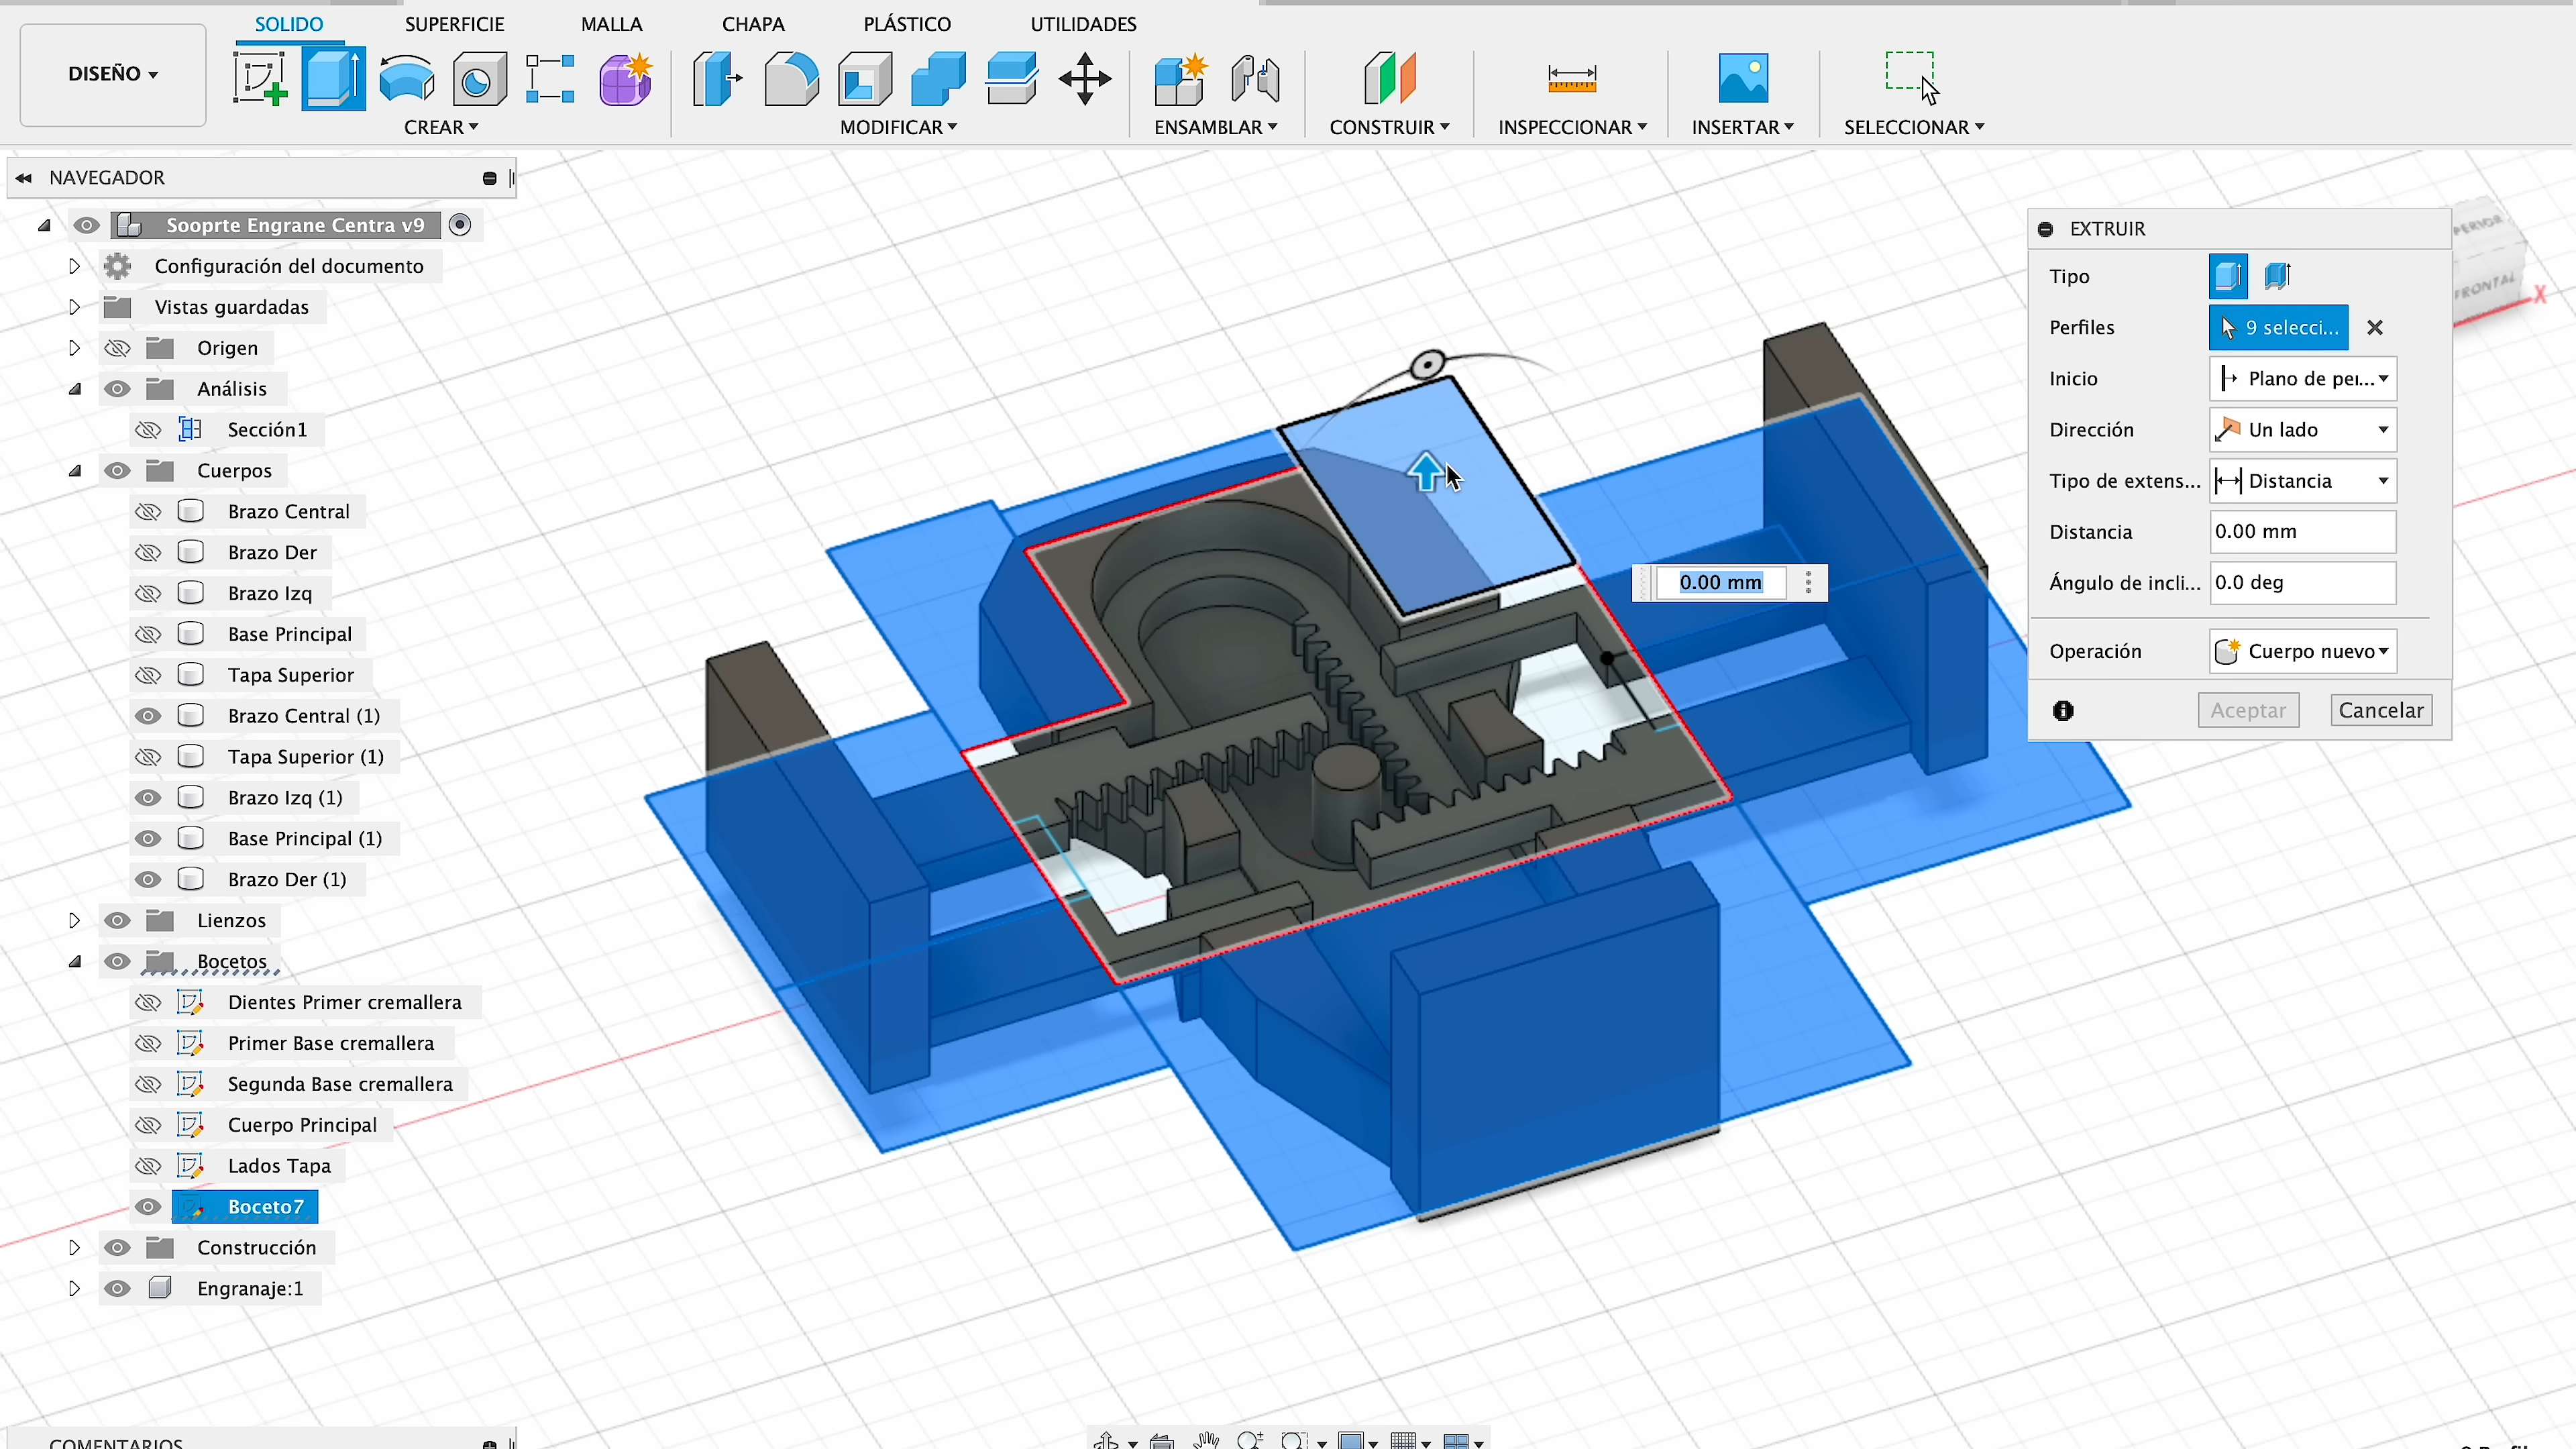 SOLIDO SUPERFICIE MALLA CHAPA PLÁSTICO UTILIDADES
DISEÑO
CREAR MODIFICAR ENSAMBLAR CONSTRUIR INSPECCIONAR INSERTAR SELECCIONAR
NAVEGADOR
Sooprte Engrane Centra v9
Configuración del documento
Vistas guardadas
Origen
Análisis
Sección1
Cuerpos
Brazo Central
Brazo Der
Brazo Izq
Base Principal
Tapa Superior
Brazo Central (1)
Tapa Superior (1)
Brazo Izq (1)
Base Principal (1)
Brazo Der (1)
Lienzos
Bocetos
Dientes Primer cremallera
Primer Base cremallera
Segunda Base cremallera
Cuerpo Principal
Lados Tapa
Boceto7
Construcción
Engranaje:1
COMENTARIOS
0.00 mm
FRONTAL
X
EXTRUIR
Tipo
Perfiles 9 selecci...
Inicio Plano de per...
Dirección Un lado
Tipo de extens... Distancia
Distancia 0.00 mm
Ángulo de incli... 0.0 deg
Operación Cuerpo nuevo
Aceptar Cancelar